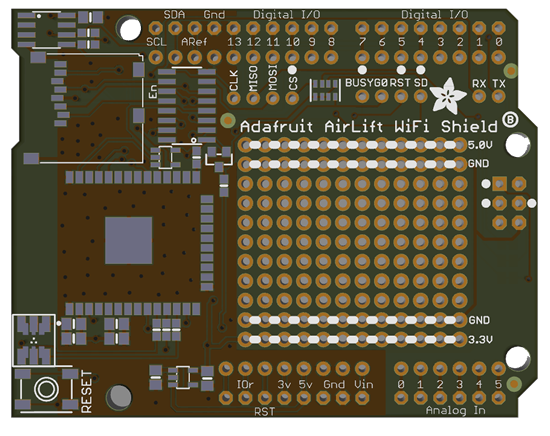 SDA Gnd Digital I/O Digital I/O
SCL ARef 13 12 11 10 9 8 7 6 5 4 3 2 1 0
CLK MISO MOSI CS BUSY G0 RST SD RX TX
En
B
Adafruit AirLift WiFi Shield
5.0V
GND
GND
3.3V
RESET
IOr 3v 5v Gnd Vin 0 1 2 3 4 5
RST Analog In